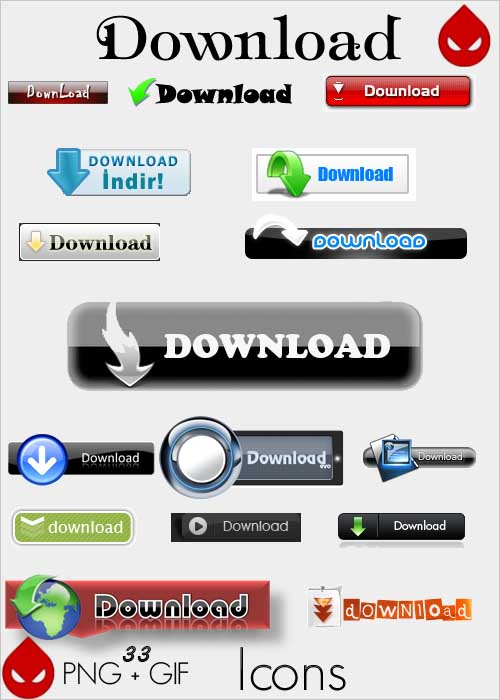 Download
DownLoad
Download
Download
DOWNLOAD
İndir!
Download
Download
DOWNLOAD
DOWNLOAD
Download
Download
evo
Download
download
Download
Download
Download
dOWNlOAd
33
PNG + GIF
Icons